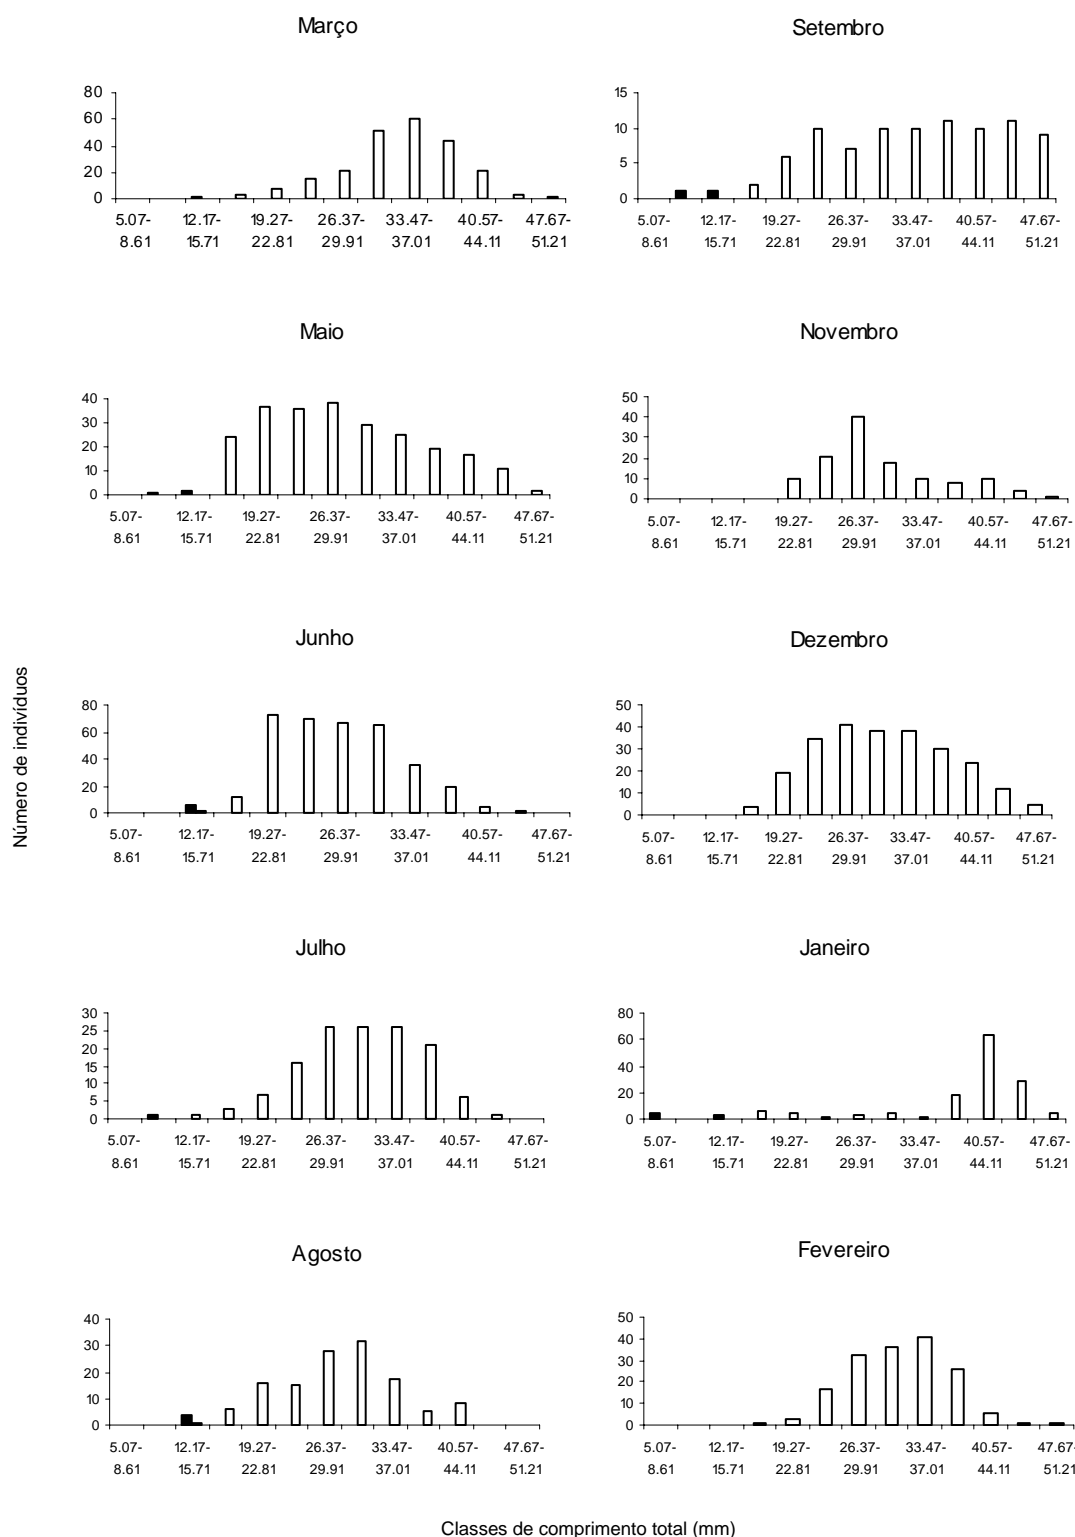 Março
80
60
40
20
0
5.07- 12.17- 19.27- 26.37- 33.47- 40.57- 47.67-
8.61 15.71 22.81 29.91 37.01 44.11 51.21
Setembro
15
10
5
0
5.07- 12.17- 19.27- 26.37- 33.47- 40.57- 47.67-
8.61 15.71 22.81 29.91 37.01 44.11 51.21
Maio
40
30
20
10
0
5.07- 12.17- 19.27- 26.37- 33.47- 40.57- 47.67-
8.61 15.71 22.81 29.91 37.01 44.11 51.21
Novembro
50
40
30
20
10
0
5.07- 12.17- 19.27- 26.37- 33.47- 40.57- 47.67-
8.61 15.71 22.81 29.91 37.01 44.11 51.21
Número de indivíduos
Junho
80
60
40
20
0
5.07- 12.17- 19.27- 26.37- 33.47- 40.57- 47.67-
8.61 15.71 22.81 29.91 37.01 44.11 51.21
Dezembro
50
40
30
20
10
0
5.07- 12.17- 19.27- 26.37- 33.47- 40.57- 47.67-
8.61 15.71 22.81 29.91 37.01 44.11 51.21
Julho
30
25
20
15
10
5
0
5.07- 12.17- 19.27- 26.37- 33.47- 40.57- 47.67-
8.61 15.71 22.81 29.91 37.01 44.11 51.21
Janeiro
80
60
40
20
0
5.07- 12.17- 19.27- 26.37- 33.47- 40.57- 47.67-
8.61 15.71 22.81 29.91 37.01 44.11 51.21
Agosto
40
30
20
10
0
5.07- 12.17- 19.27- 26.37- 33.47- 40.57- 47.67-
8.61 15.71 22.81 29.91 37.01 44.11 51.21
Fevereiro
50
40
30
20
10
0
5.07- 12.17- 19.27- 26.37- 33.47- 40.57- 47.67-
8.61 15.71 22.81 29.91 37.01 44.11 51.21
Classes de comprimento total (mm)